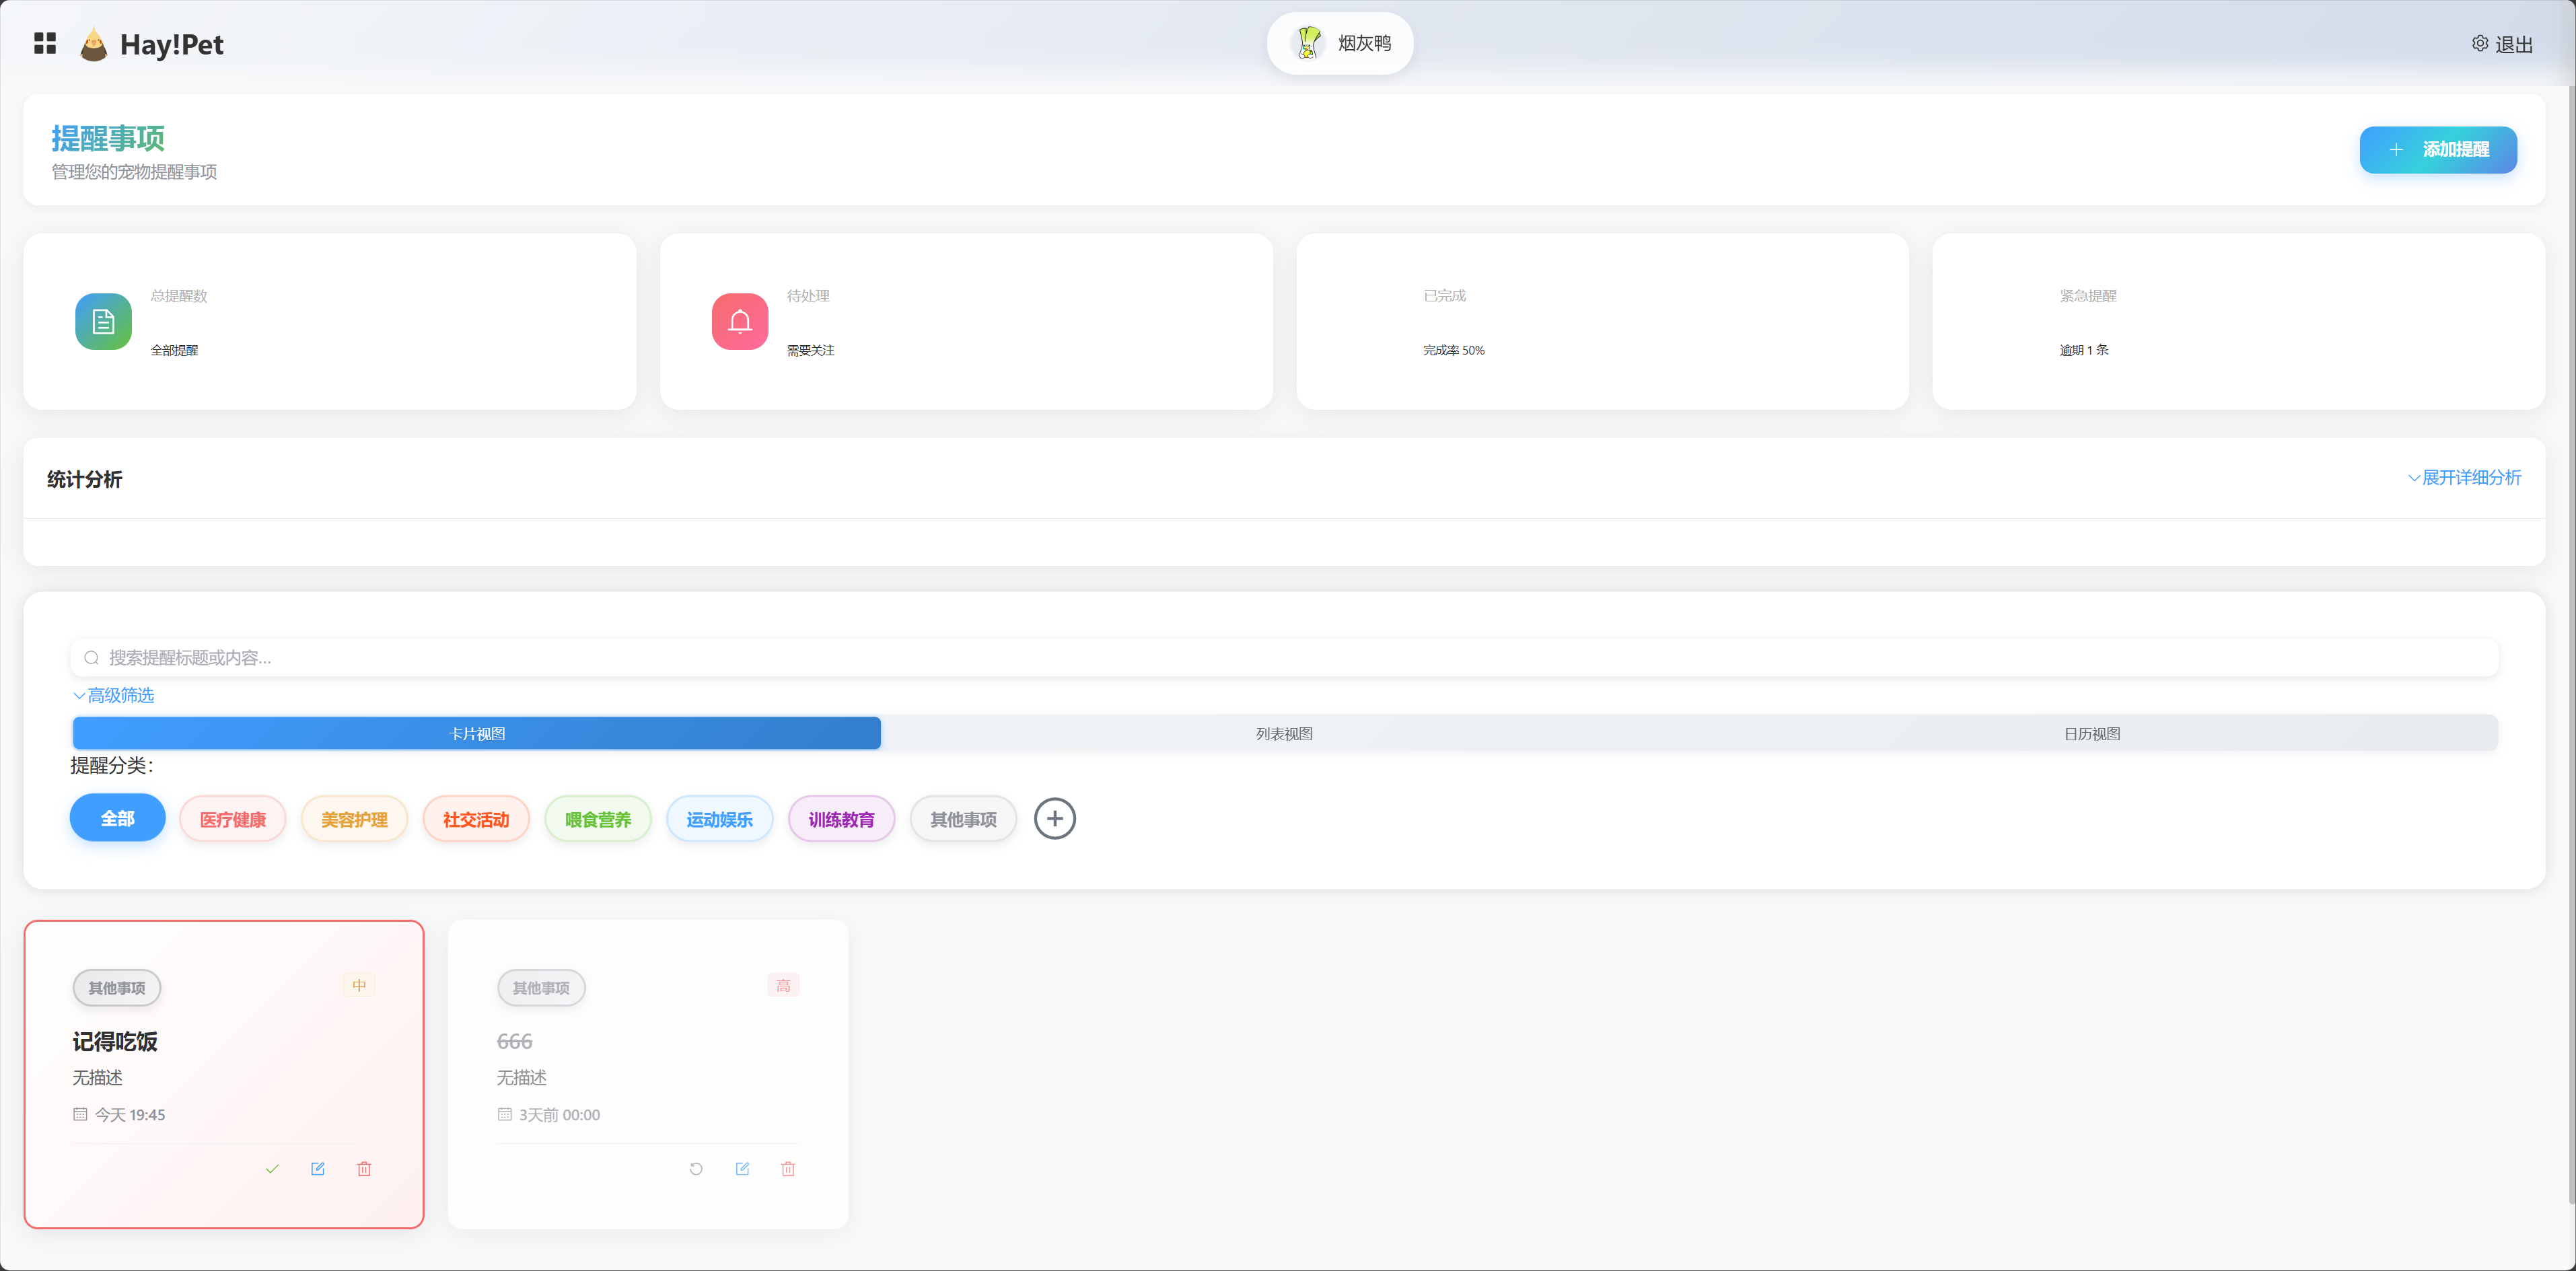 Hay!Pet
烟灰鸭
退出
提醒事项
管理您的宠物提醒事项
添加提醒
总提醒数
全部提醒
待处理
需要关注
已完成
完成率 50%
紧急提醒
逾期 1 条
统计分析
展开详细分析
搜索提醒标题或内容...
高级筛选
卡片视图 列表视图 日历视图
提醒分类：
全部 医疗健康 美容护理 社交活动 喂食营养 运动娱乐 训练教育 其他事项
其他事项 中
记得吃饭
无描述
今天 19:45
其他事项 高
666
无描述
3天前 00:00